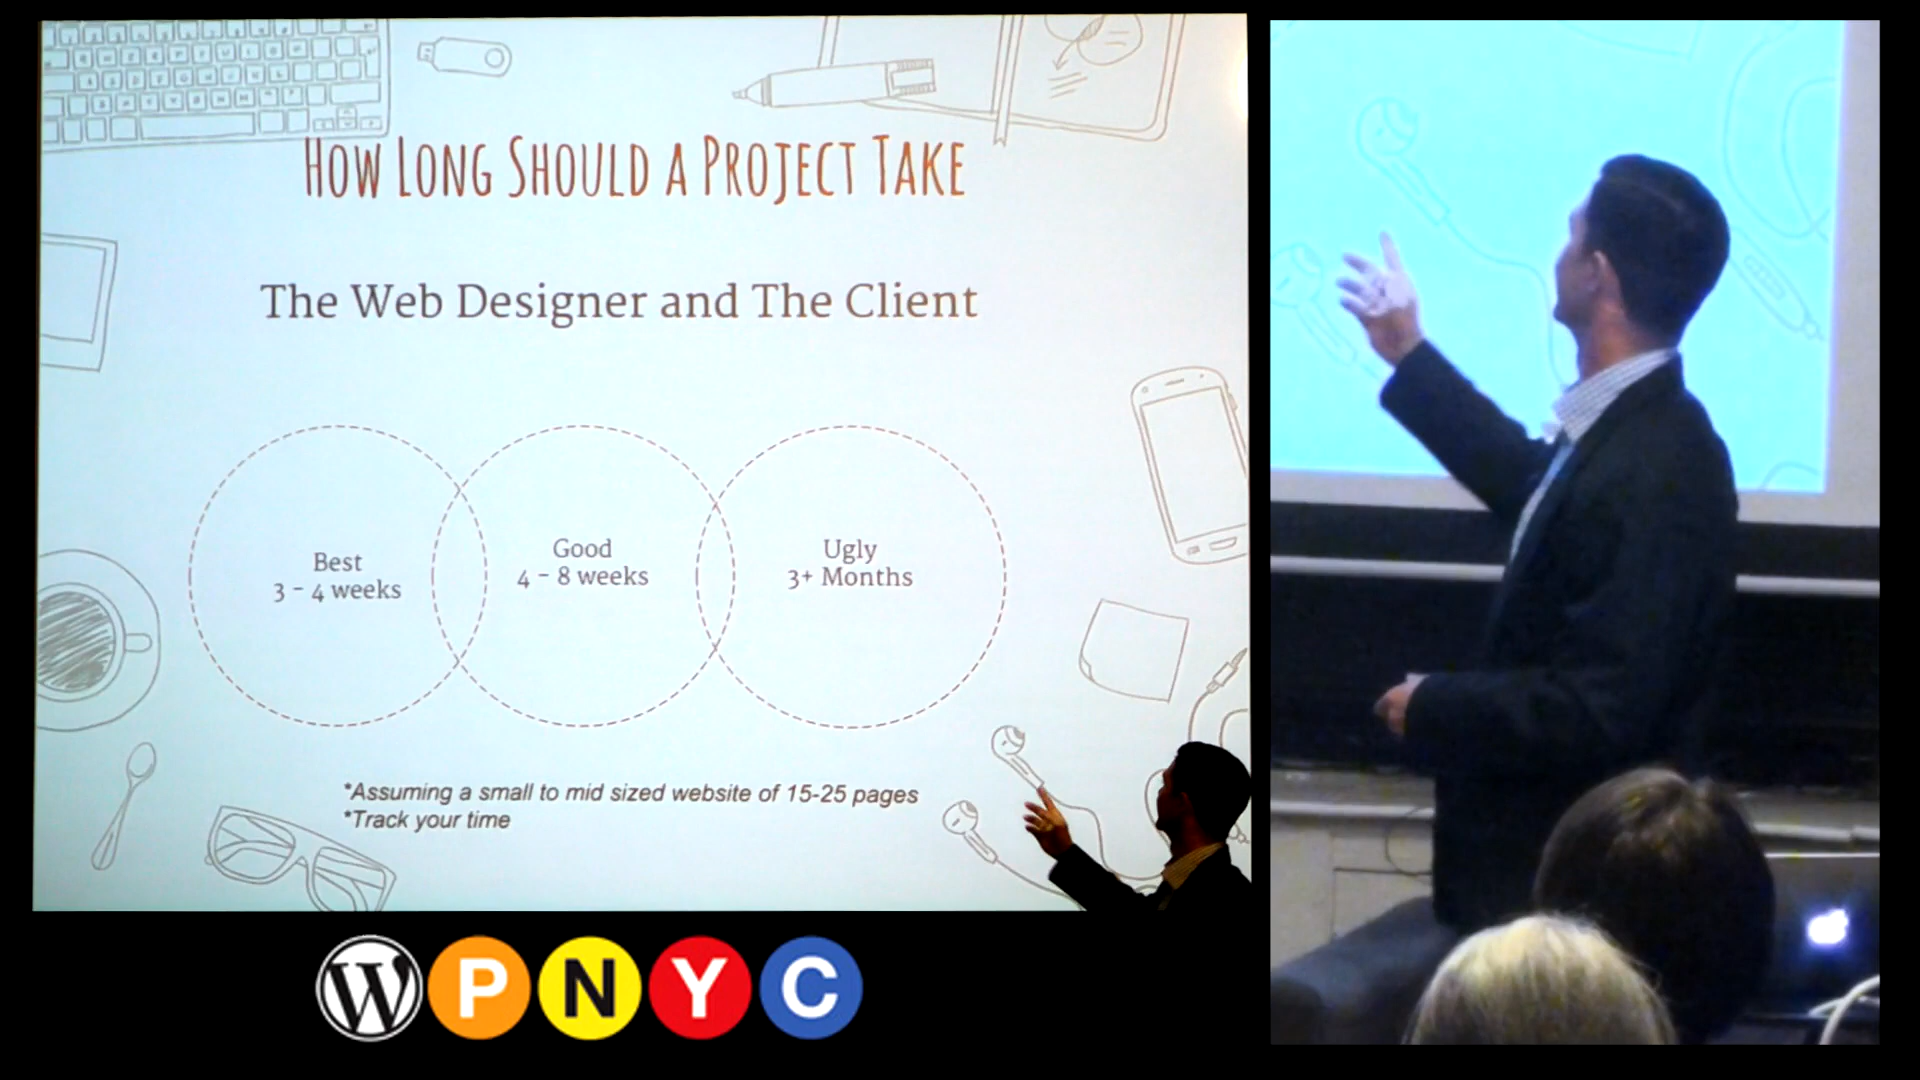 How Long Should a Project Take
The Web Designer and The Client
Best
3 - 4 weeks
Good
4 - 8 weeks
Ugly
3+ Months
*Assuming a small to mid sized website of 15-25 pages
*Track your time
W P N Y C